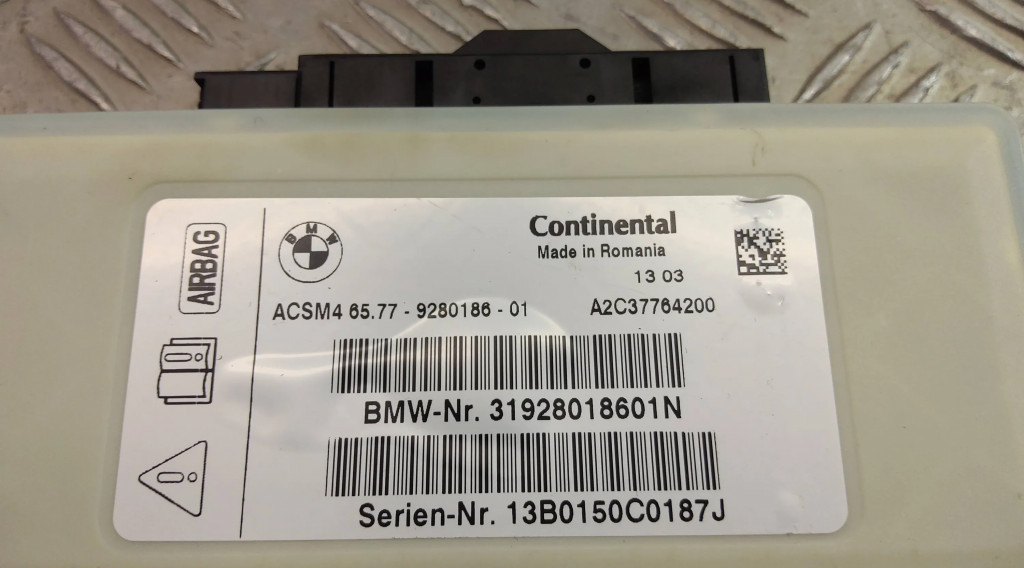 AIRBAG
BMW
Continental
Made in Romania
13 03
ACSM4 65.77 - 9280186 - 01 A2C37764200
BMW-Nr. 31928018601N
Serien-Nr. 13B0150C0187J